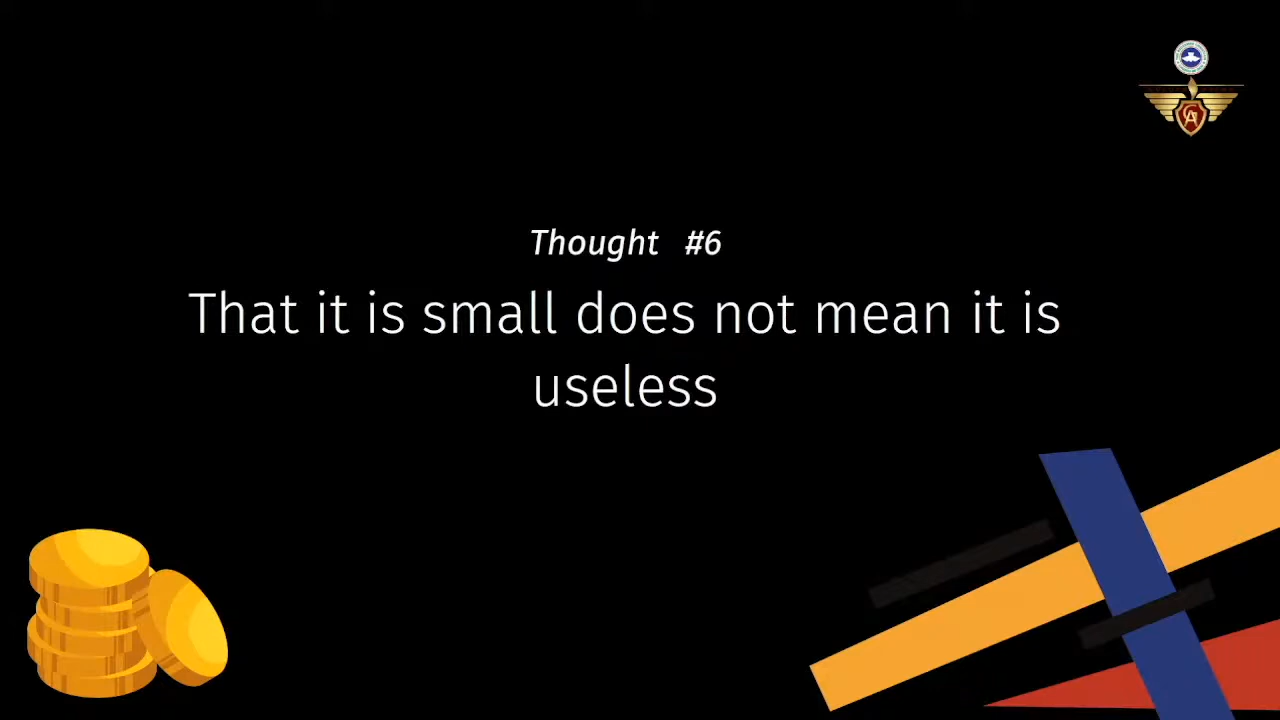 Thought #6
That it is small does not mean it is
useless